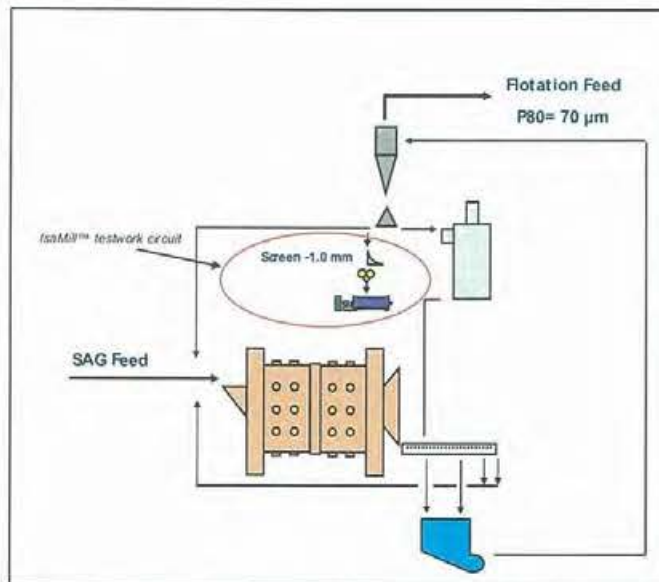 Flotation Feed
P80= 70 µm
IsaMill™ testwork circuit
Screen -1.0 mm
SAG Feed